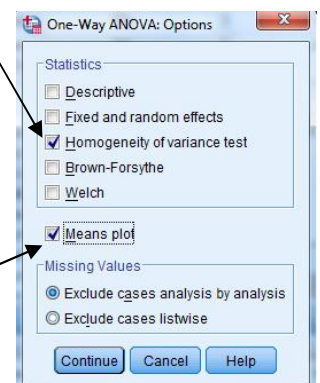 One-Way ANOVA: Options
Statistics
Descriptive
Fixed and random effects
Homogeneity of variance test
Brown-Forsythe
Welch
Means plot
Missing Values
Exclude cases analysis by analysis
Exclude cases listwise
Continue Cancel Help